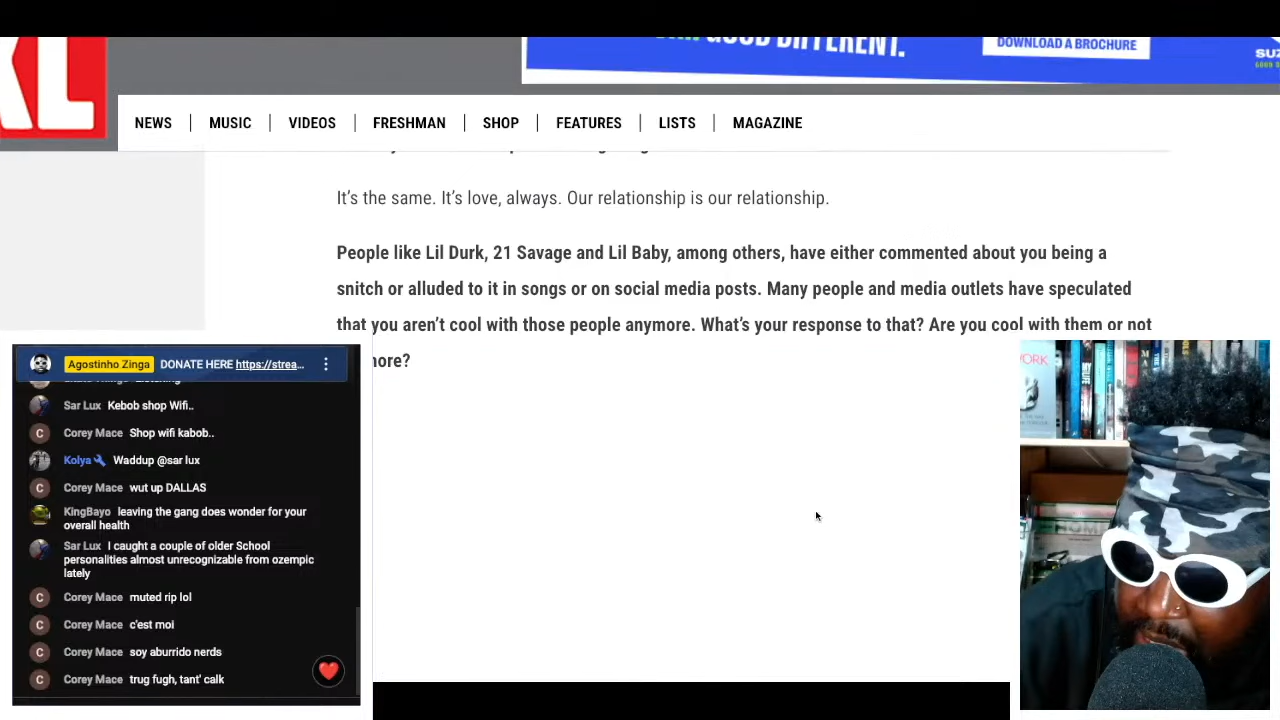 DOWNLOAD A BROCHURE
XL
NEWS
MUSIC
VIDEOS
FRESHMAN
SHOP
FEATURES
LISTS
MAGAZINE
It’s the same. It’s love, always. Our relationship is our relationship.
People like Lil Durk, 21 Savage and Lil Baby, among others, have either commented about you being a
snitch or alluded to it in songs or on social media posts. Many people and media outlets have speculated
that you aren’t cool with those people anymore. What’s your response to that? Are you cool with them or not
more?
Agostinho Zinga DONATE HERE https://strea...
Sar Lux Kebob shop Wifi..
Corey Mace Shop wifi kabob..
Kolya Waddup @sar lux
Corey Mace wut up DALLAS
KingBayo leaving the gang does wonder for your
overall health
Sar Lux I caught a couple of older School
personalities almost unrecognizable from ozempic
lately
Corey Mace muted rip lol
Corey Mace c'est moi
Corey Mace soy aburrido nerds
Corey Mace trug fugh, tant' calk